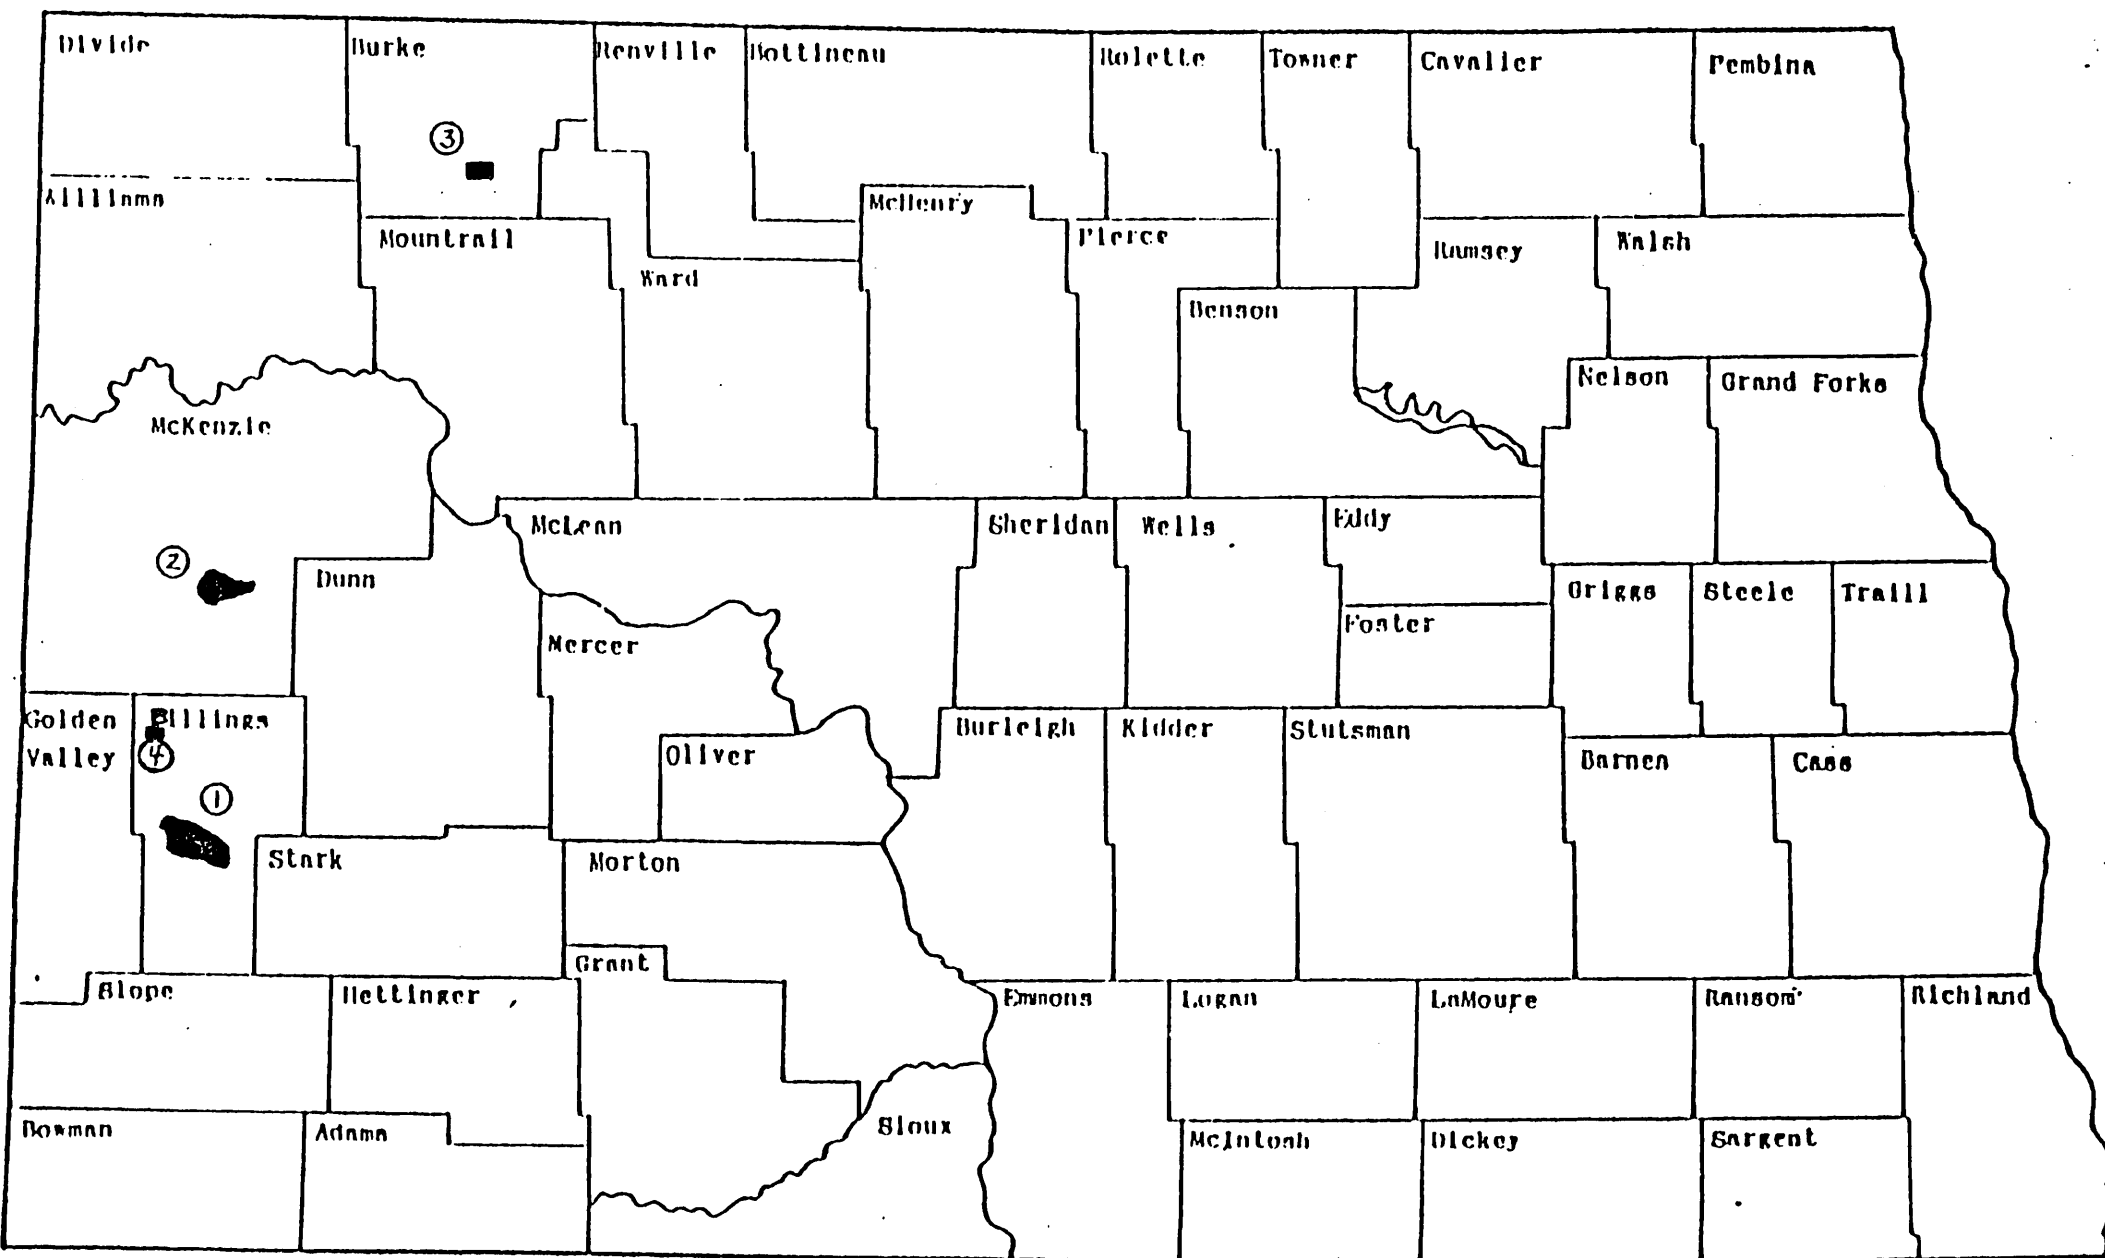 Divide Burke Renville Bottineau Rolette Towner Cavalier Pembina
③
Williams McHenry
Mountrail Pierce Ramsey Walsh
Ward
Benson
Nelson Grand Forks
McKenzie
McLean Sheridan Wells Eddy
②
Dunn Griggs Steele Traill
Foster
Mercer
Golden Billings Burleigh Kidder Stutsman
Valley ④ Oliver Barnes Cass
①
Stark Morton
Grant
Slope Hettinger Emmons Logan LaMoure Ransom Richland
Bowman Adams Sioux McIntosh Dickey Sargent